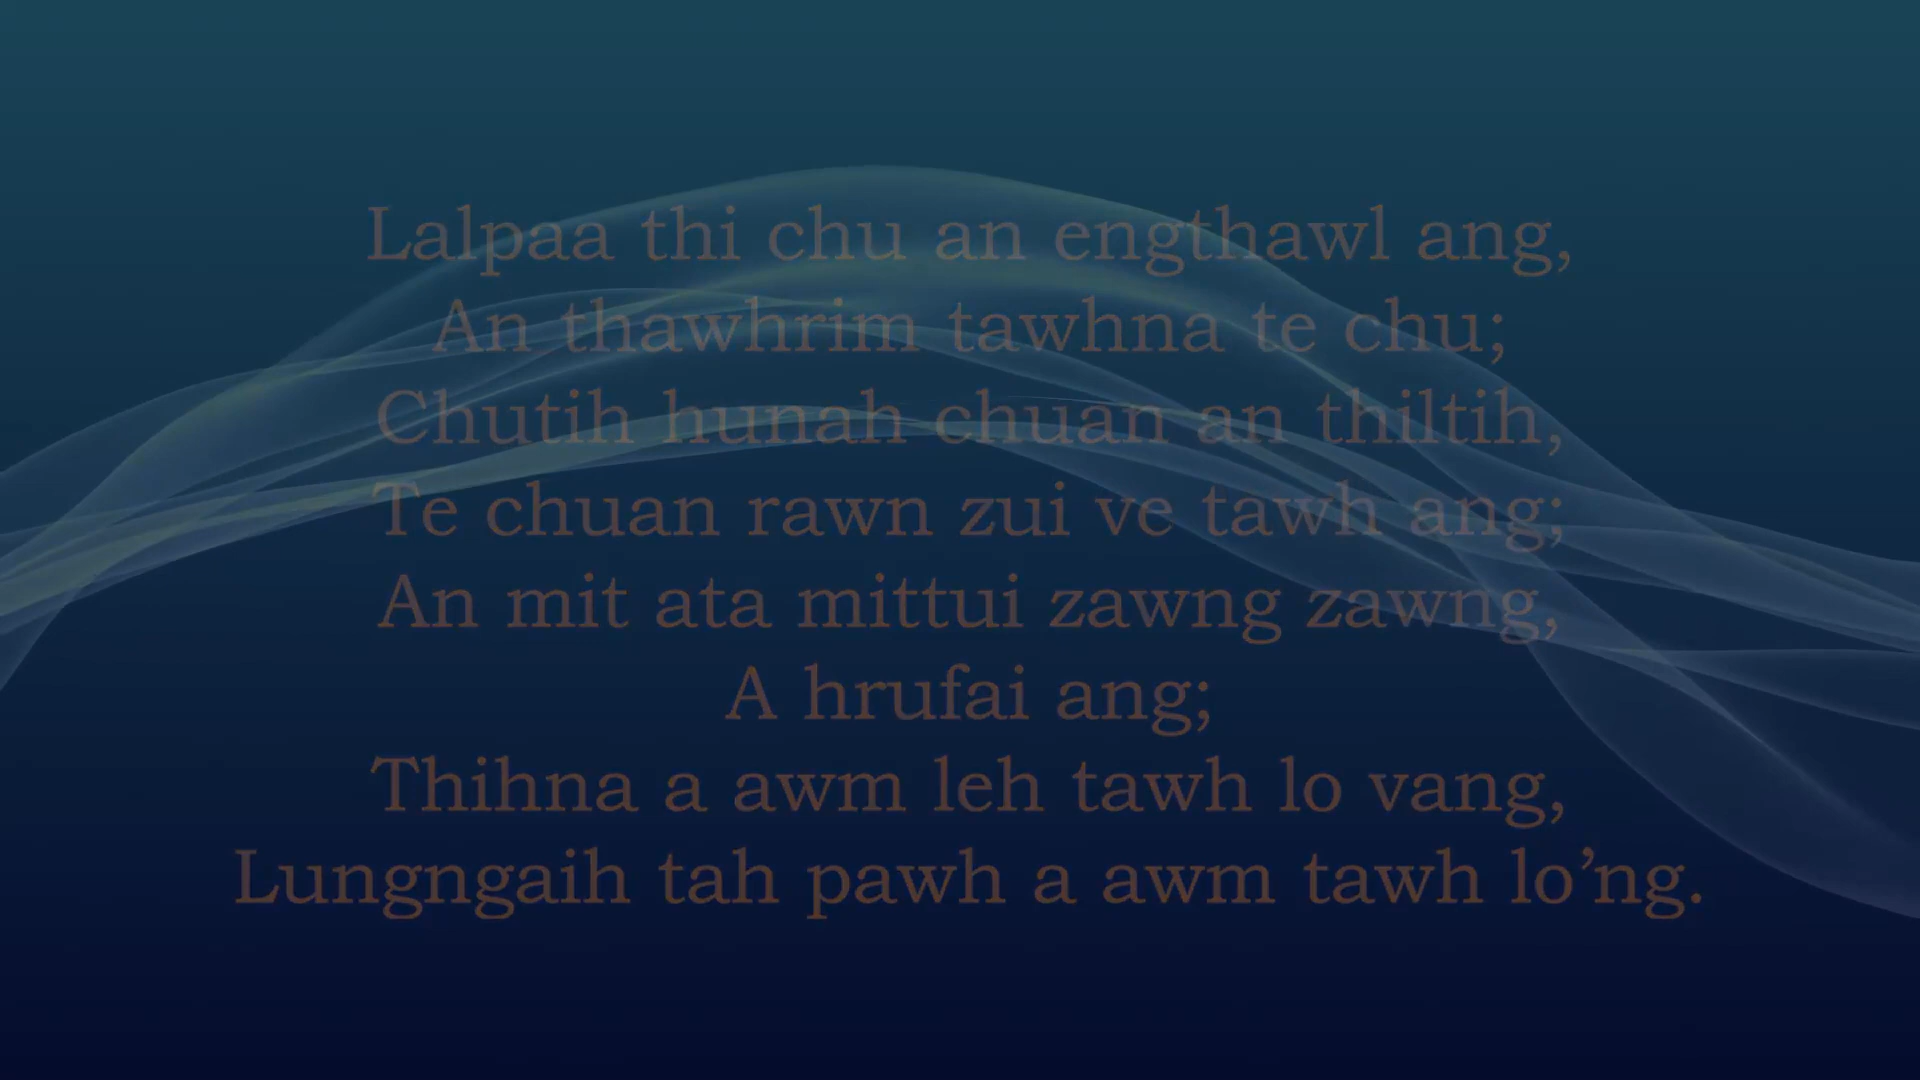 Lalpaa thi chu an engthawl ang,
An thawhrim tawhna te chu;
Chutih hunah chuan an thiltih,
Te chuan rawn zui ve tawh ang;
An mit ata mittui zawng zawng,
A hrufai ang;
Thihna a awm leh tawh lo vang,
Lungngaih tah pawh a awm tawh lo’ng.